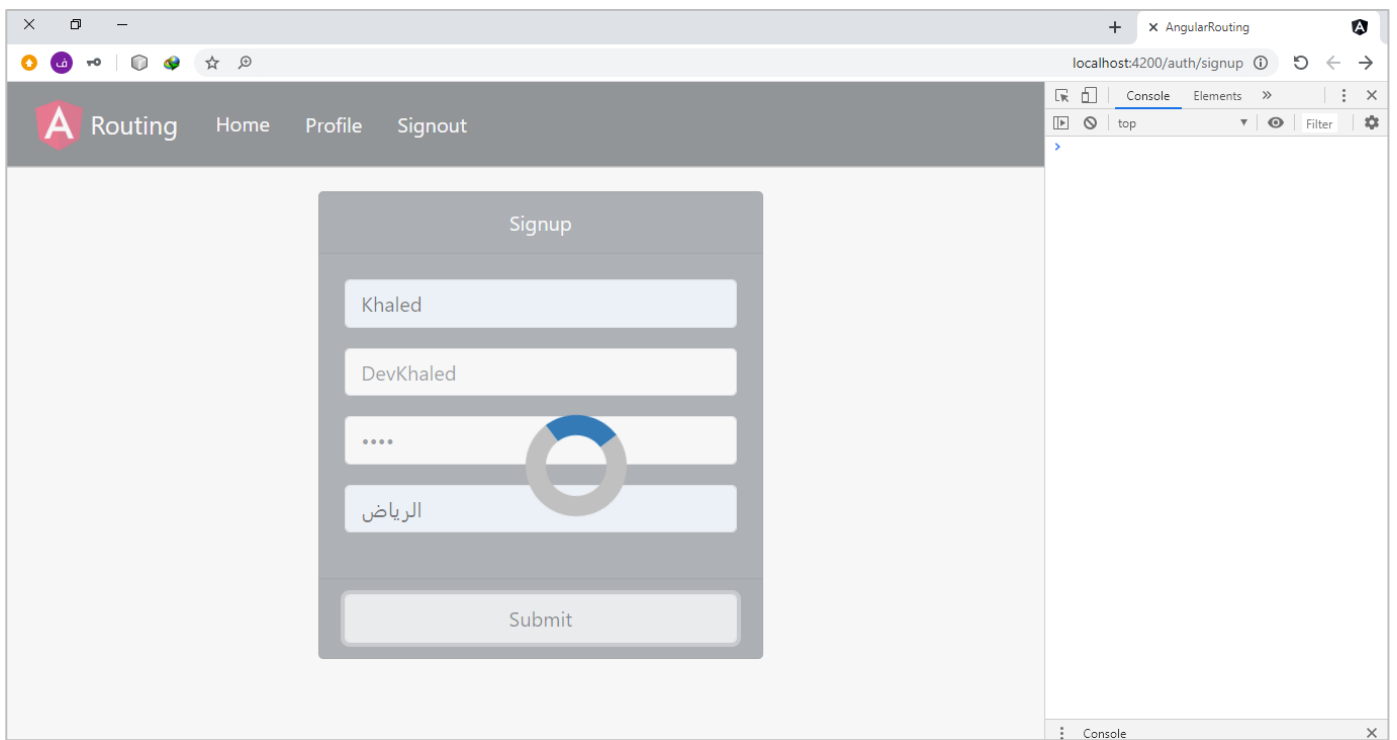 AngularRouting
ف
localhost:4200/auth/signup
A Routing Home Profile Signout
Console Elements
top Filter
Signup
Khaled
DevKhaled
••••
الرياض
Submit
Console